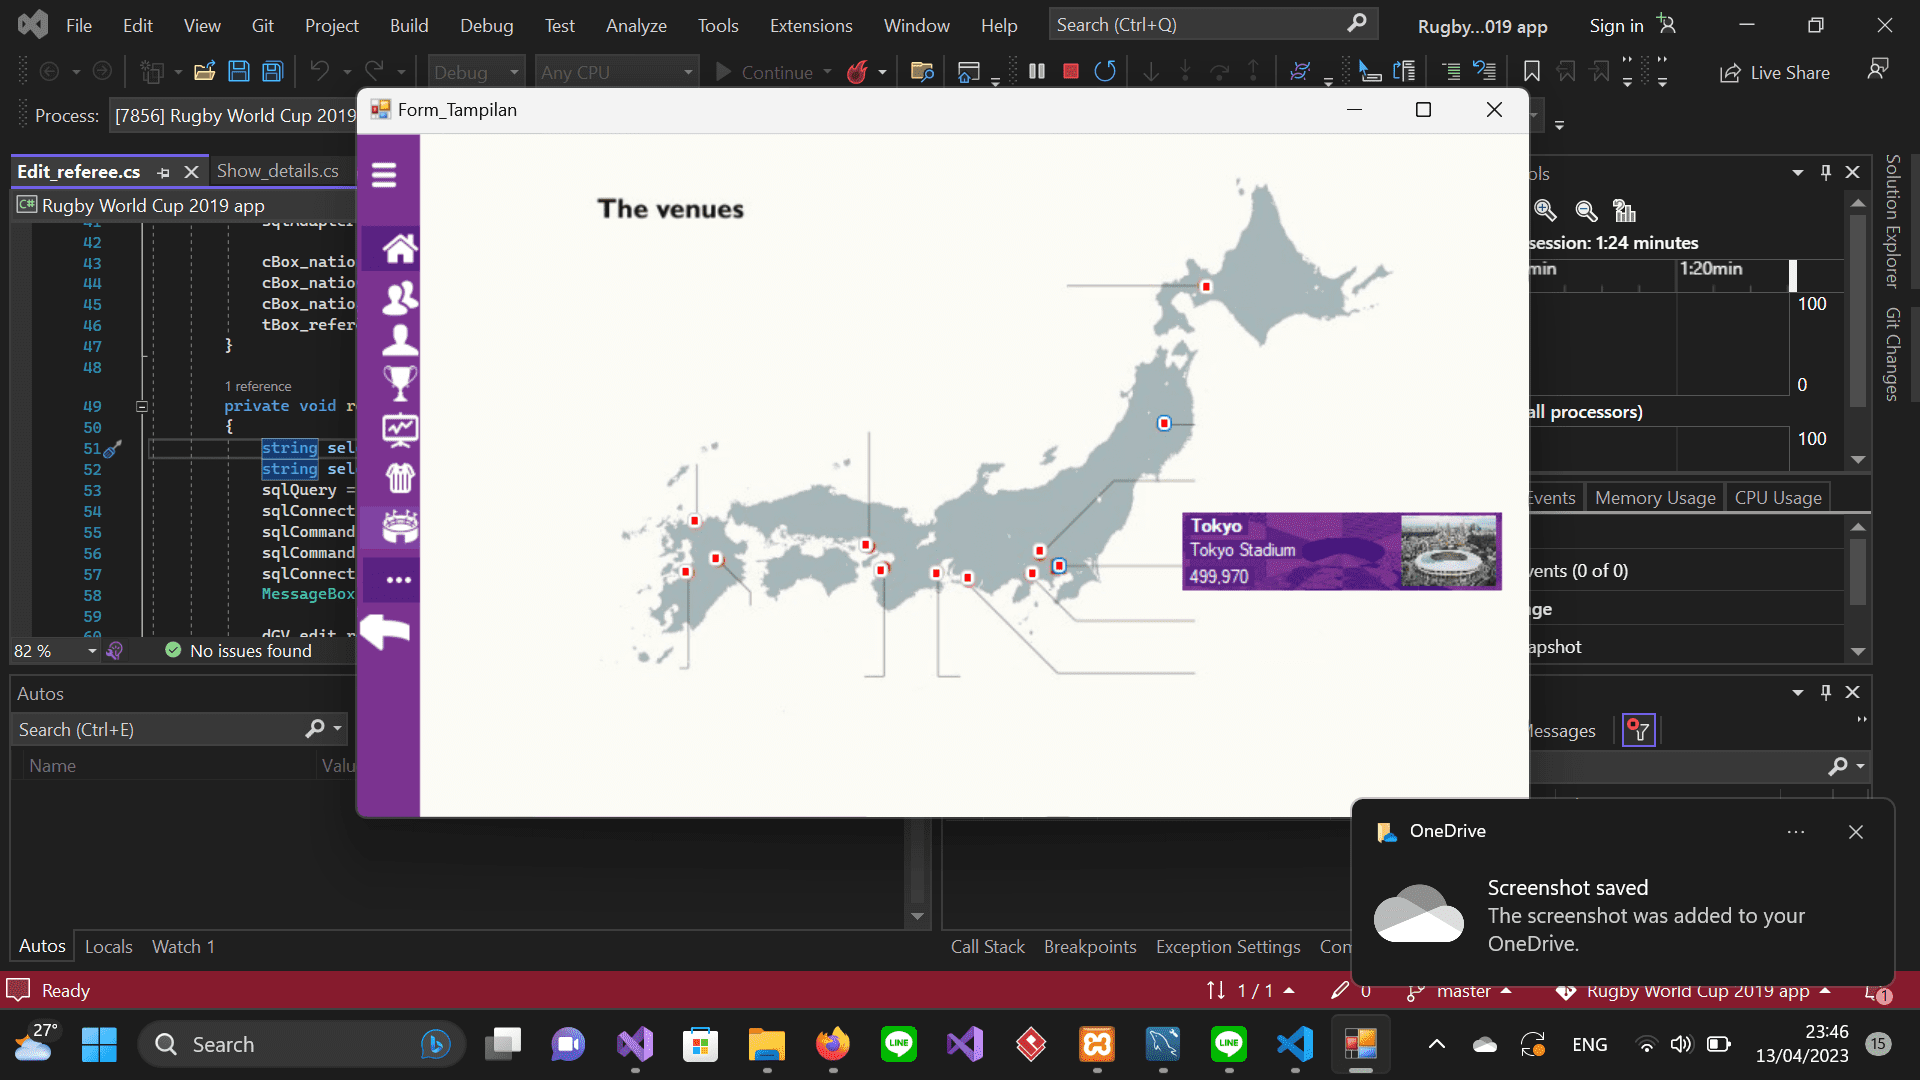 File Edit View Git Project Build Debug Test Analyze Tools Extensions Window Help Search (Ctrl+Q) Rugby...019 app Sign in
Debug Any CPU Continue Live Share
Process: [7856] Rugby World Cup 2019
Form_Tampilan
Edit_referee.cs Show_details.cs
Rugby World Cup 2019 app
42
43 cBox_natio
44 cBox_natio
45 cBox_natio
46 tBox_refer
47 }
48
1 reference
49 private void r
50 {
51 string sel
52 string sel
53 sqlQuery =
54 sqlConnect
55 sqlCommand
56 sqlCommand
57 sqlConnect
58 MessageBox
59
60 dGV_edit_r
82 % No issues found
The venues
Tokyo
Tokyo Stadium
499,970
ols
session: 1:24 minutes
min 1:20min
100
0
all processors)
100
Events Memory Usage CPU Usage
vents (0 of 0)
ge
apshot
Solution Explorer
Git Changes
Autos
Search (Ctrl+E)
Name Valu
Messages
Autos Locals Watch 1
Call Stack Breakpoints Exception Settings Com
OneDrive
Screenshot saved
The screenshot was added to your
OneDrive.
Ready 1 / 1 0 master Rugby World Cup 2019 app 1
27°
Search
LINE
LINE
ENG
23:46
13/04/2023
15